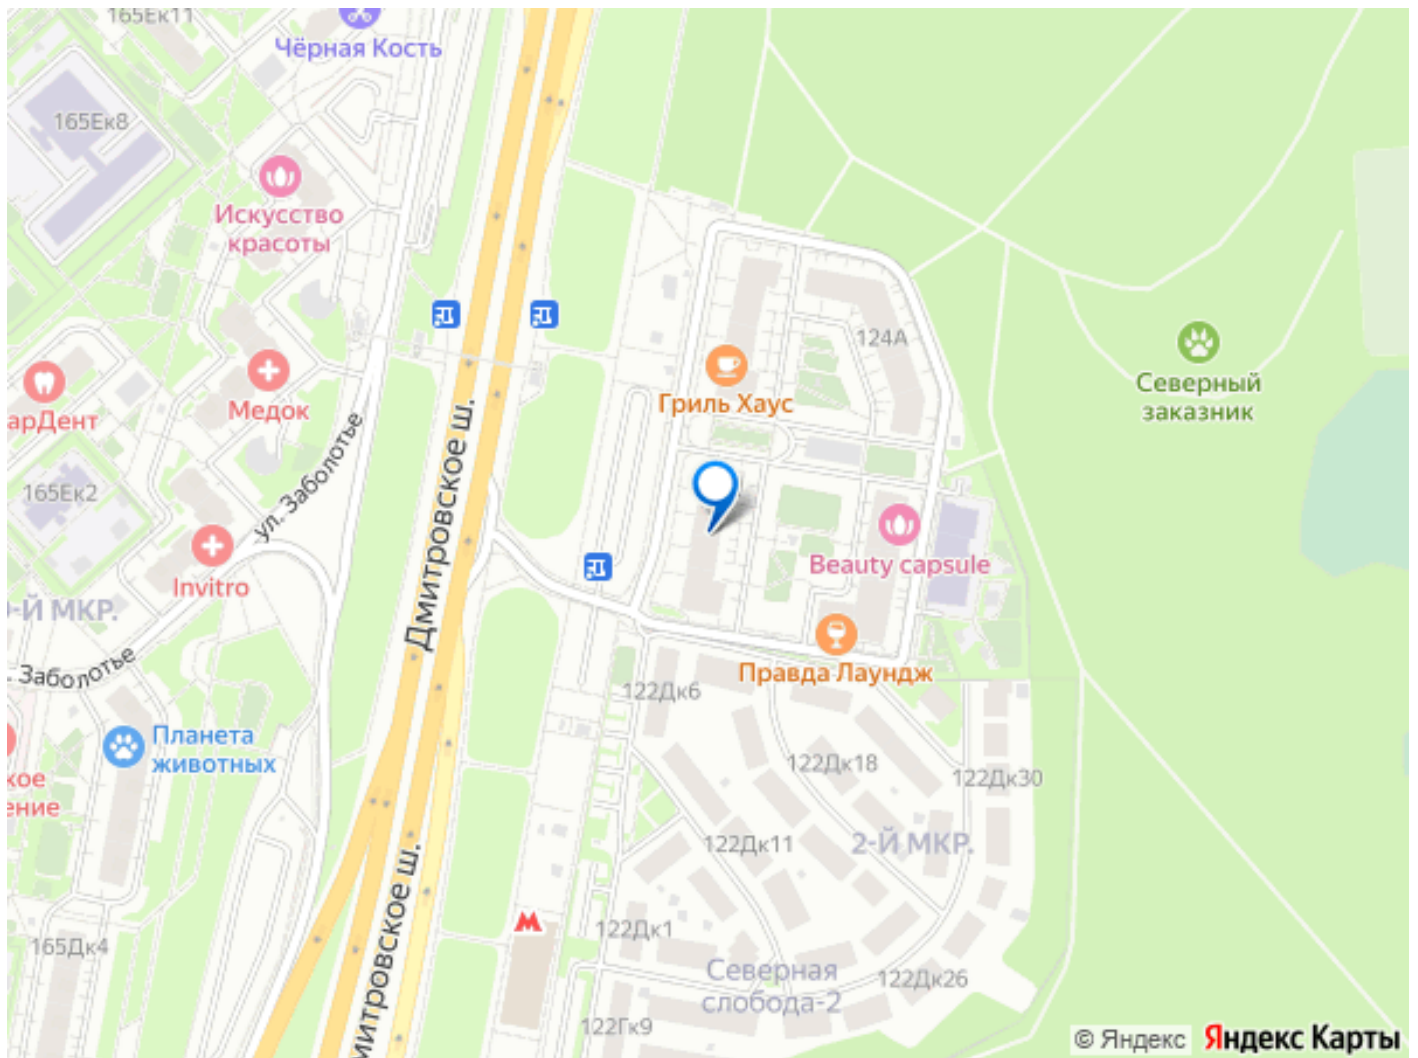 165Ек11
Чёрная Кость
165Ек8
Искусство
красоты
124А
Северный
заказник
Медок
Гриль Хаус
арДент
Дмитровское ш.
ул. Заболотье
165Ек2
Invitro
Beauty capsule
-Й МКР.
Заболотье
Правда Лаундж
122Дк6
Планета
животных
122Дк18
122Дк30
кое
ение
122Дк11
2-Й МКР.
митровское ш.
122Дк1
165Дк4
Северная
слобода-2
122Дк26
122Гк9
© Яндекс Яндекс Карты